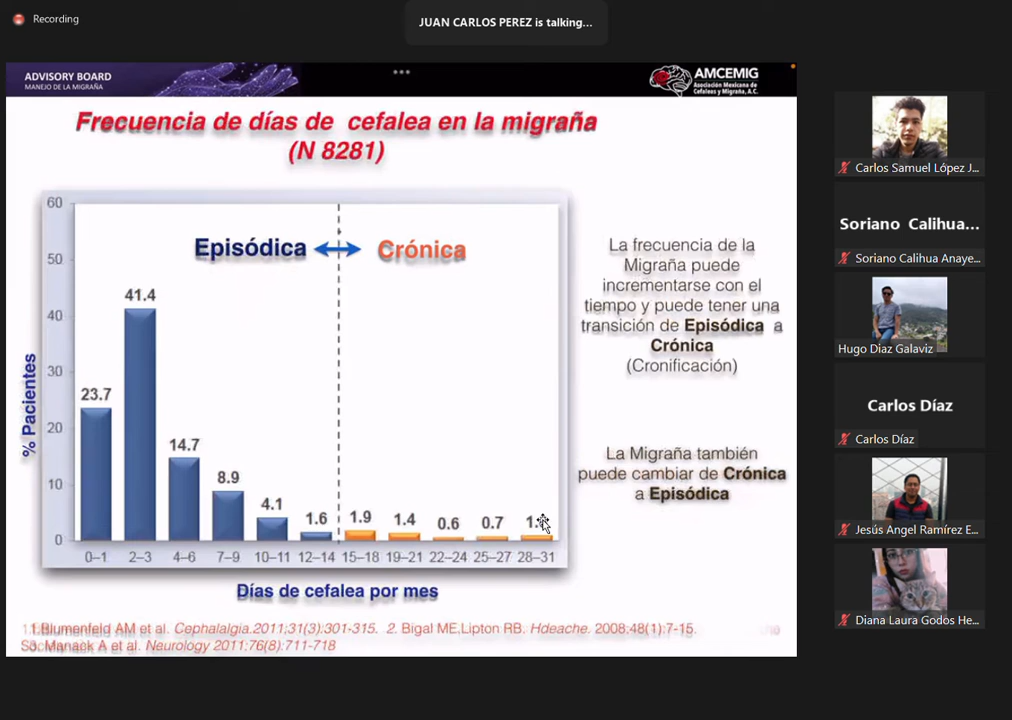 Recording
JUAN CARLOS PEREZ is talking...
ADVISORY BOARD
MANEJO DE LA MIGRAÑA
AMCEMIG
Asociación Mexicana de
Cefaleas y Migraña, A.C.
Frecuencia de días de cefalea en la migraña
(N 8281)
60
50
40
30
20
10
0
% Pacientes
Episódica
Crónica
23.7
41.4
14.7
8.9
4.1
1.6
1.9
1.4
0.6
0.7
0–1
2–3
4–6
7–9
10–11
12–14
15–18
19–21
22–24
25–27
28–31
Días de cefalea por mes
La frecuencia de la
Migraña puede
incrementarse con el
tiempo y puede tener una
transición de Episódica a
Crónica
(Cronificación)
La Migraña también
puede cambiar de Crónica
a Episódica
1.Blumenfeld AM et al. Cephalalgia.2011;31(3):301-315. 2. Bigal ME,Lipton RB. Hdeache. 2008;48(1):7-15.
3. Manack A et al. Neurology 2011:76(8):711-718
Carlos Samuel López J...
Soriano Calihua...
Soriano Calihua Anaye...
Hugo Diaz Galaviz
Carlos Díaz
Carlos Díaz
Jesús Angel Ramírez E...
Diana Laura Godos He...